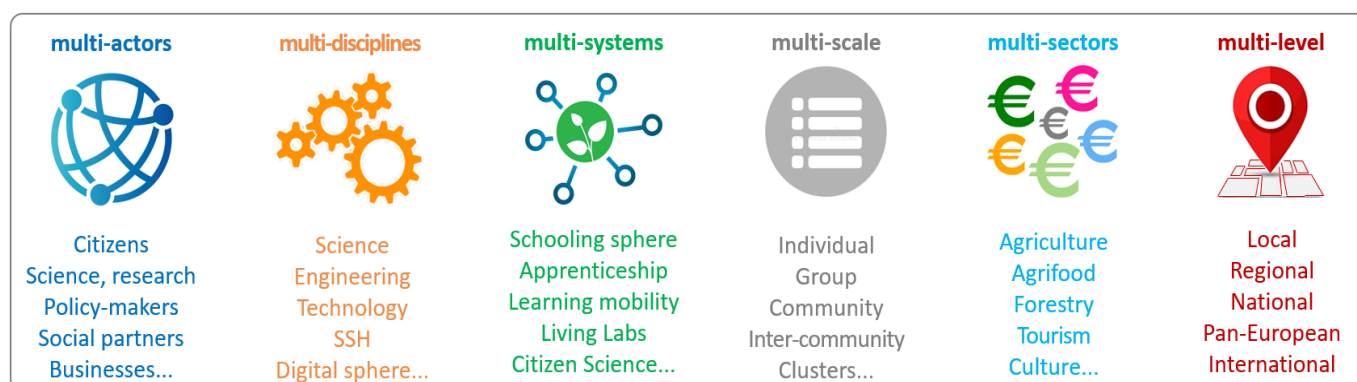 multi-actors
Citizens
Science, research
Policy-makers
Social partners
Businesses...
multi-disciplines
Science
Engineering
Technology
SSH
Digital sphere...
multi-systems
Schooling sphere
Apprenticeship
Learning mobility
Living Labs
Citizen Science...
multi-scale
Individual
Group
Community
Inter-community
Clusters...
multi-sectors
€
€
€
€
€
€
Agriculture
Agrifood
Forestry
Tourism
Culture...
multi-level
Local
Regional
National
Pan-European
International